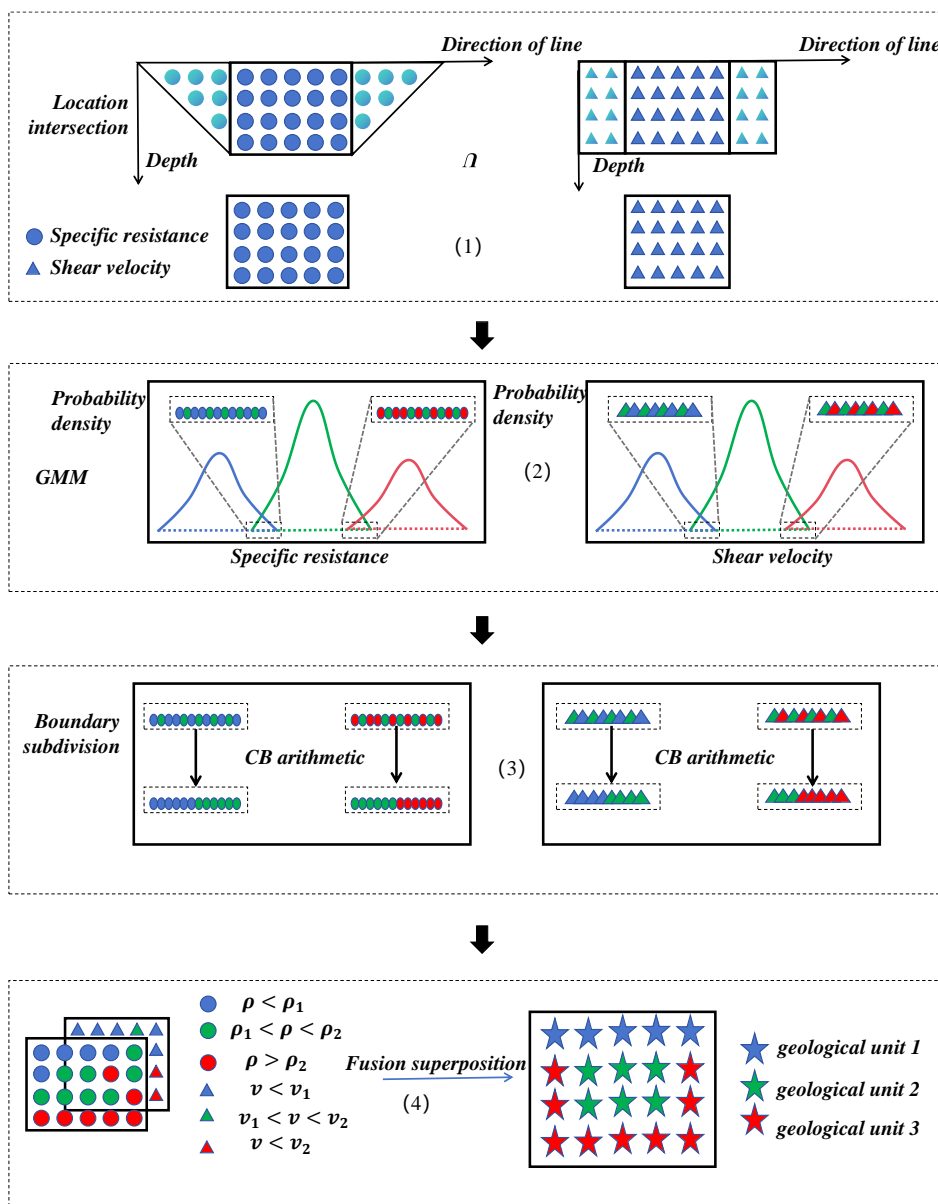 Direction of line
Direction of line
Location
intersection
Depth
∩
Depth
Specific resistance
Shear velocity
(1)
Probability
density
GMM
Specific resistance
(2)
Probability
density
Shear velocity
Boundary
subdivision
CB arithmetic
(3)
CB arithmetic
ρ < ρ₁
ρ₁ < ρ < ρ₂
ρ > ρ₂
v < v₁
v₁ < v < v₂
v < v₂
Fusion superposition
(4)
geological unit 1
geological unit 2
geological unit 3